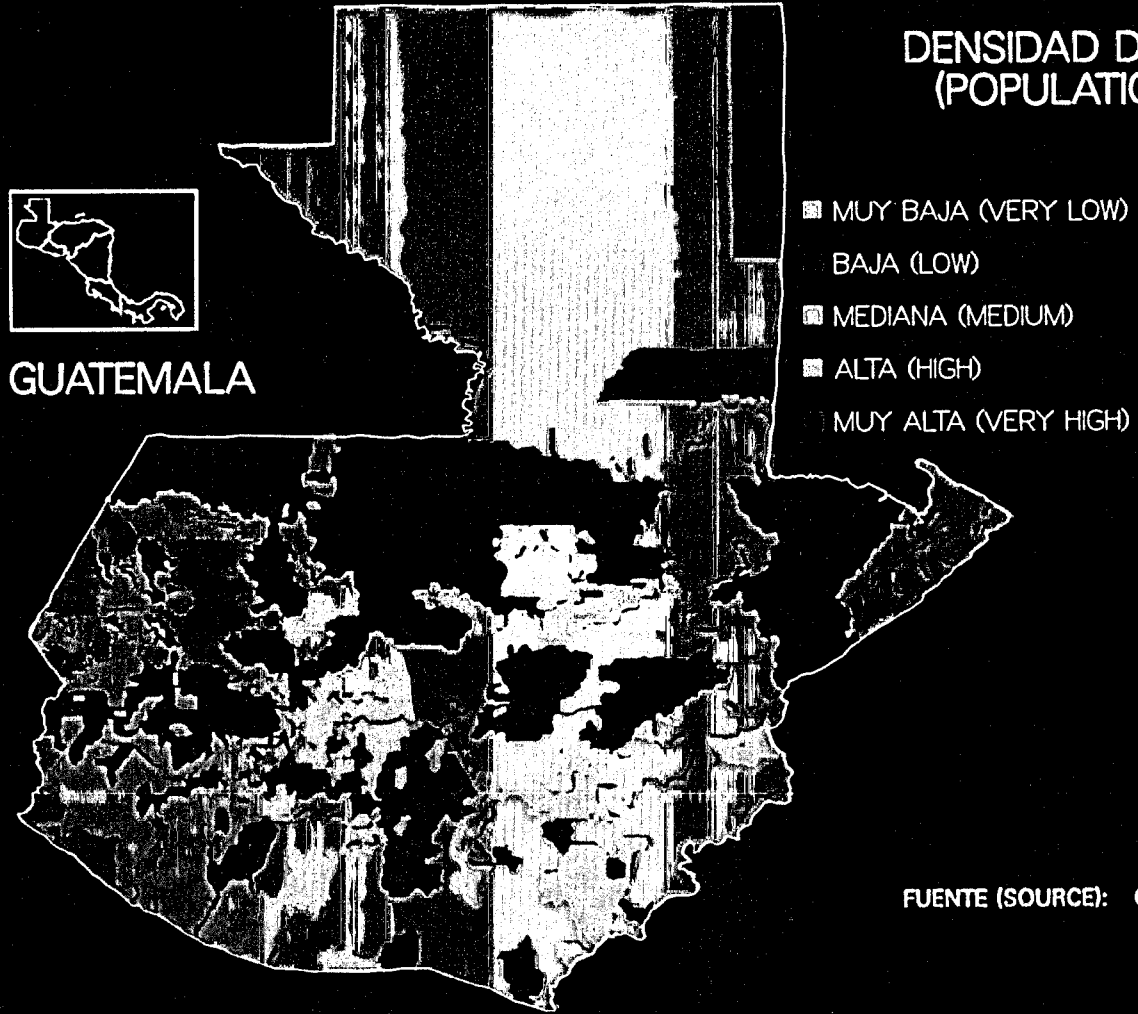 DENSIDAD D
(POPULATIO
MUY BAJA (VERY LOW)
BAJA (LOW)
MEDIANA (MEDIUM)
ALTA (HIGH)
MUY ALTA (VERY HIGH)
GUATEMALA
FUENTE (SOURCE):